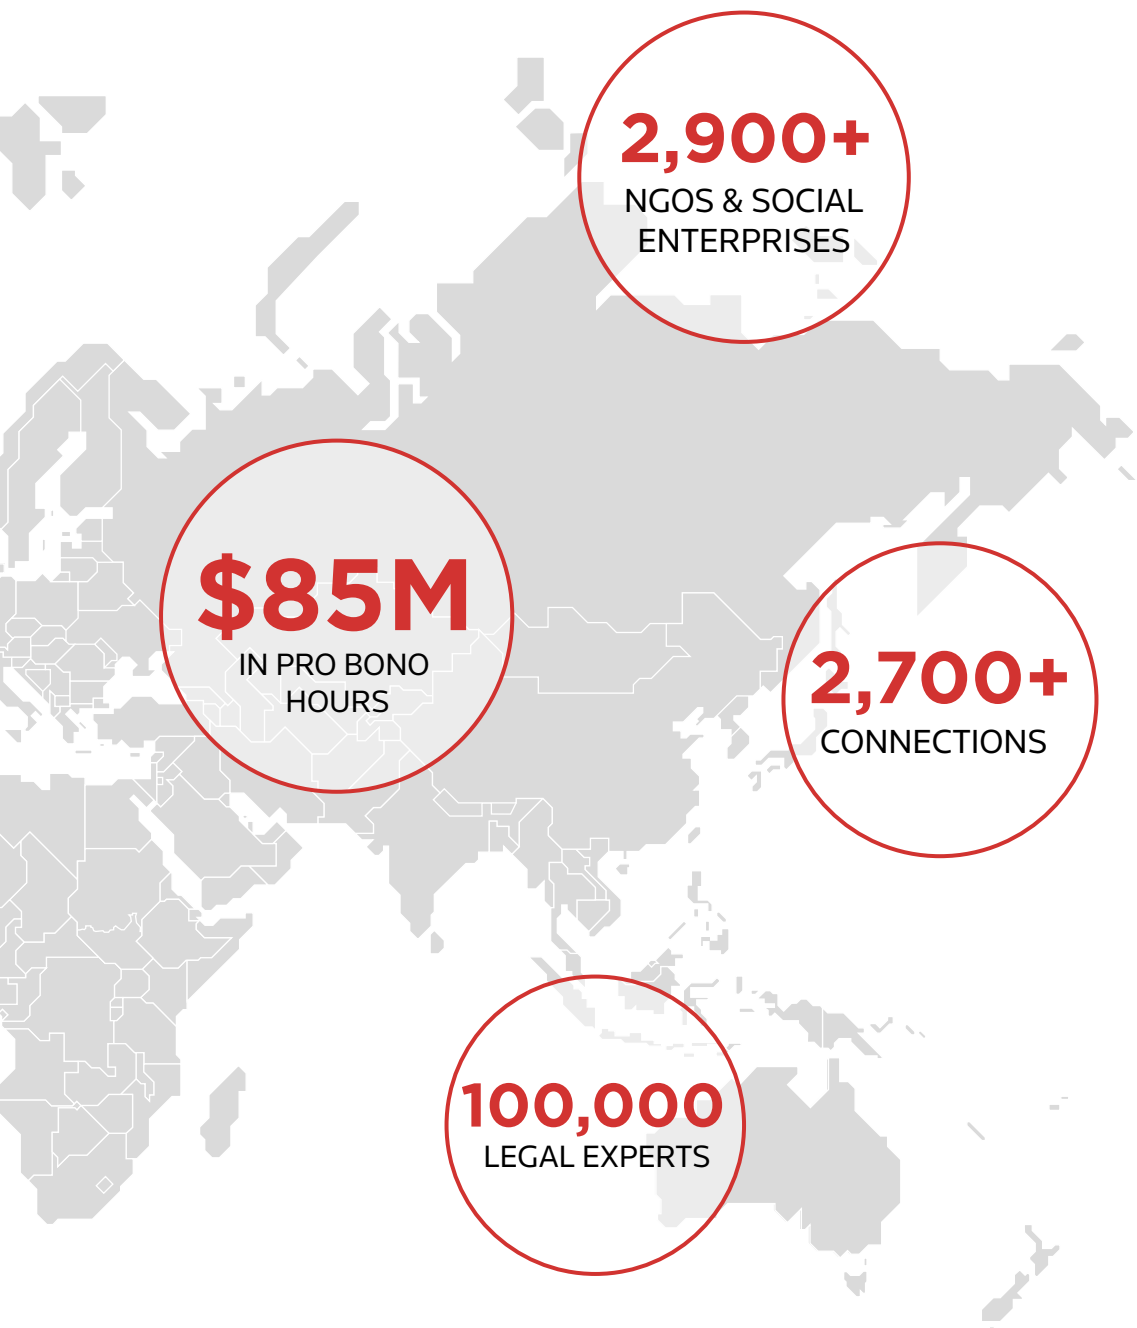 2,900+
NGOS & SOCIAL
ENTERPRISES
$85M
IN PRO BONO
HOURS
2,700+
CONNECTIONS
100,000
LEGAL EXPERTS